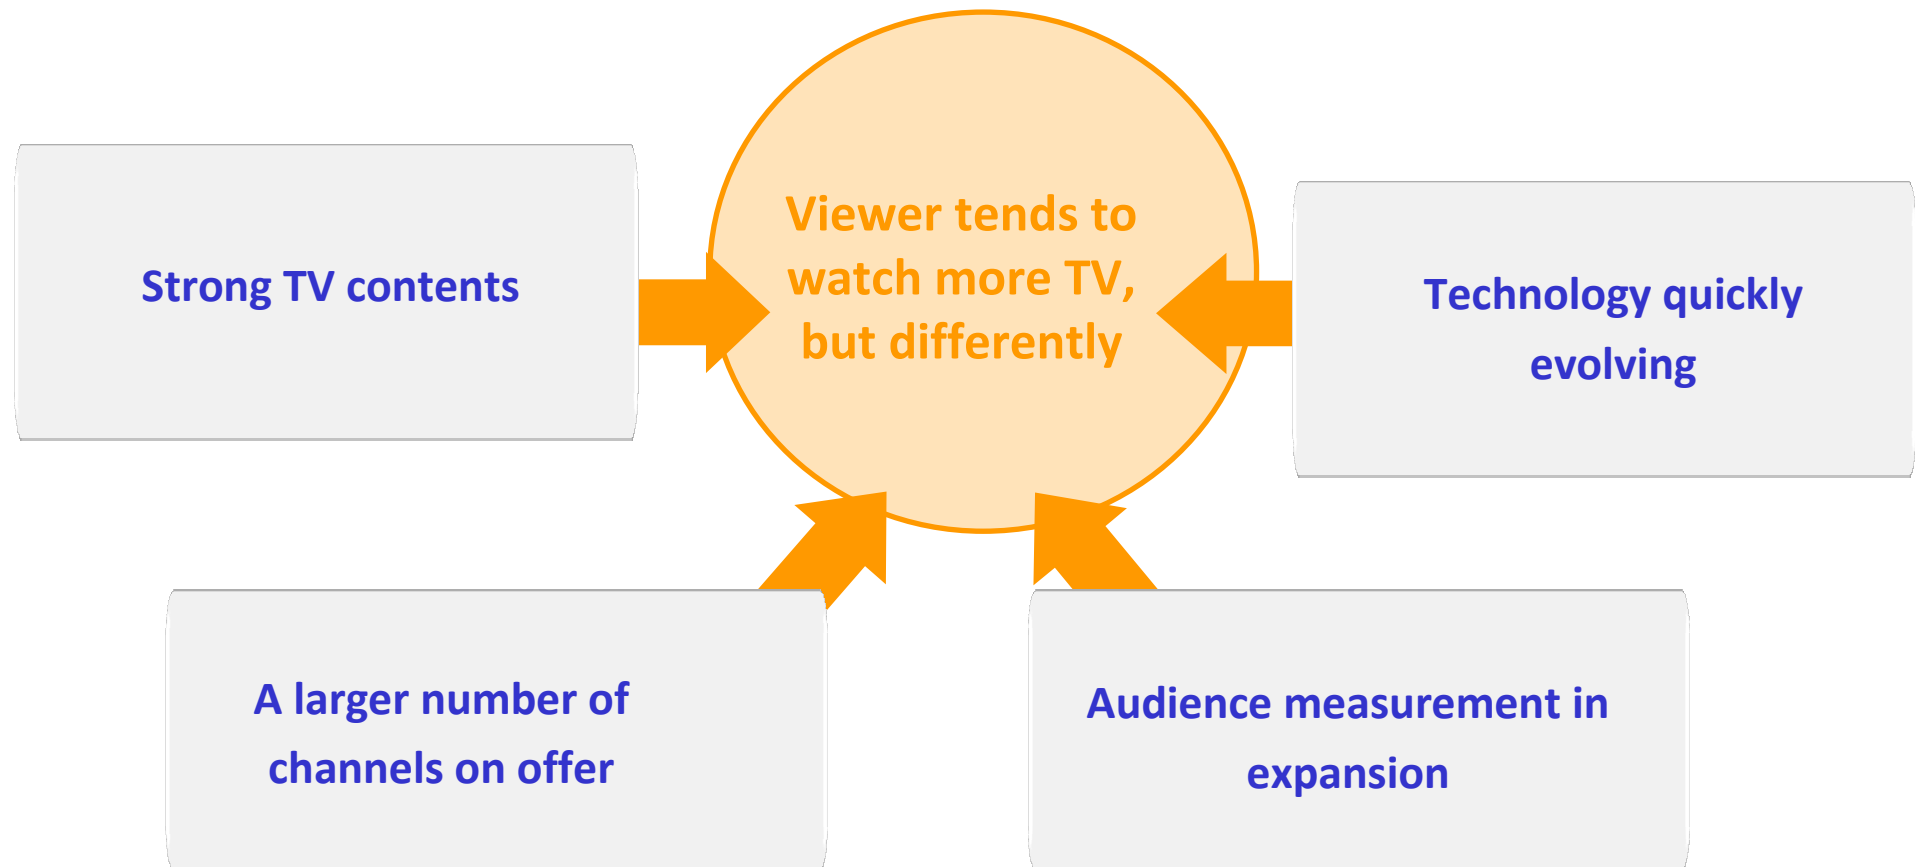 Viewer tends to
watch more TV,
but differently
Strong TV contents
Technology quickly
evolving
A larger number of
channels on offer
Audience measurement in
expansion